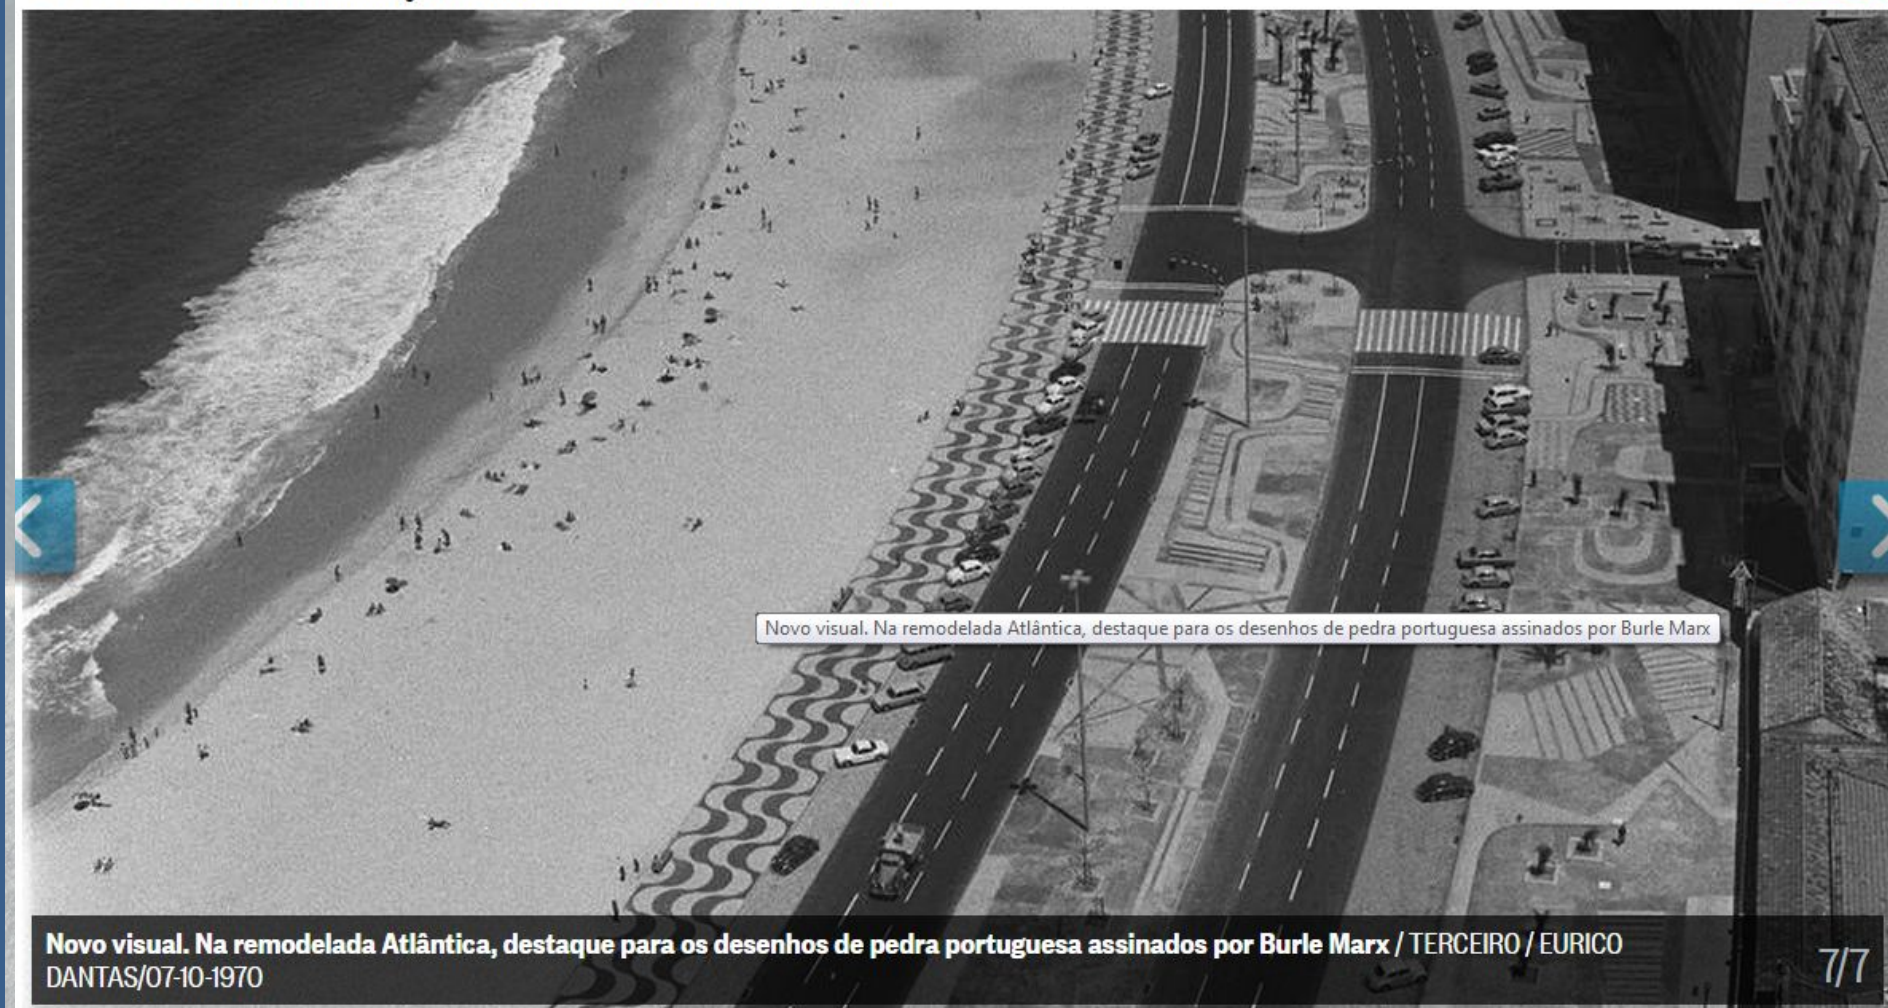 Novo visual. Na remodelada Atlântica, destaque para os desenhos de pedra portuguesa assinados por Burle Marx
Novo visual. Na remodelada Atlântica, destaque para os desenhos de pedra portuguesa assinados por Burle Marx / TERCEIRO / EURICO
DANTAS/07-10-1970
7/7